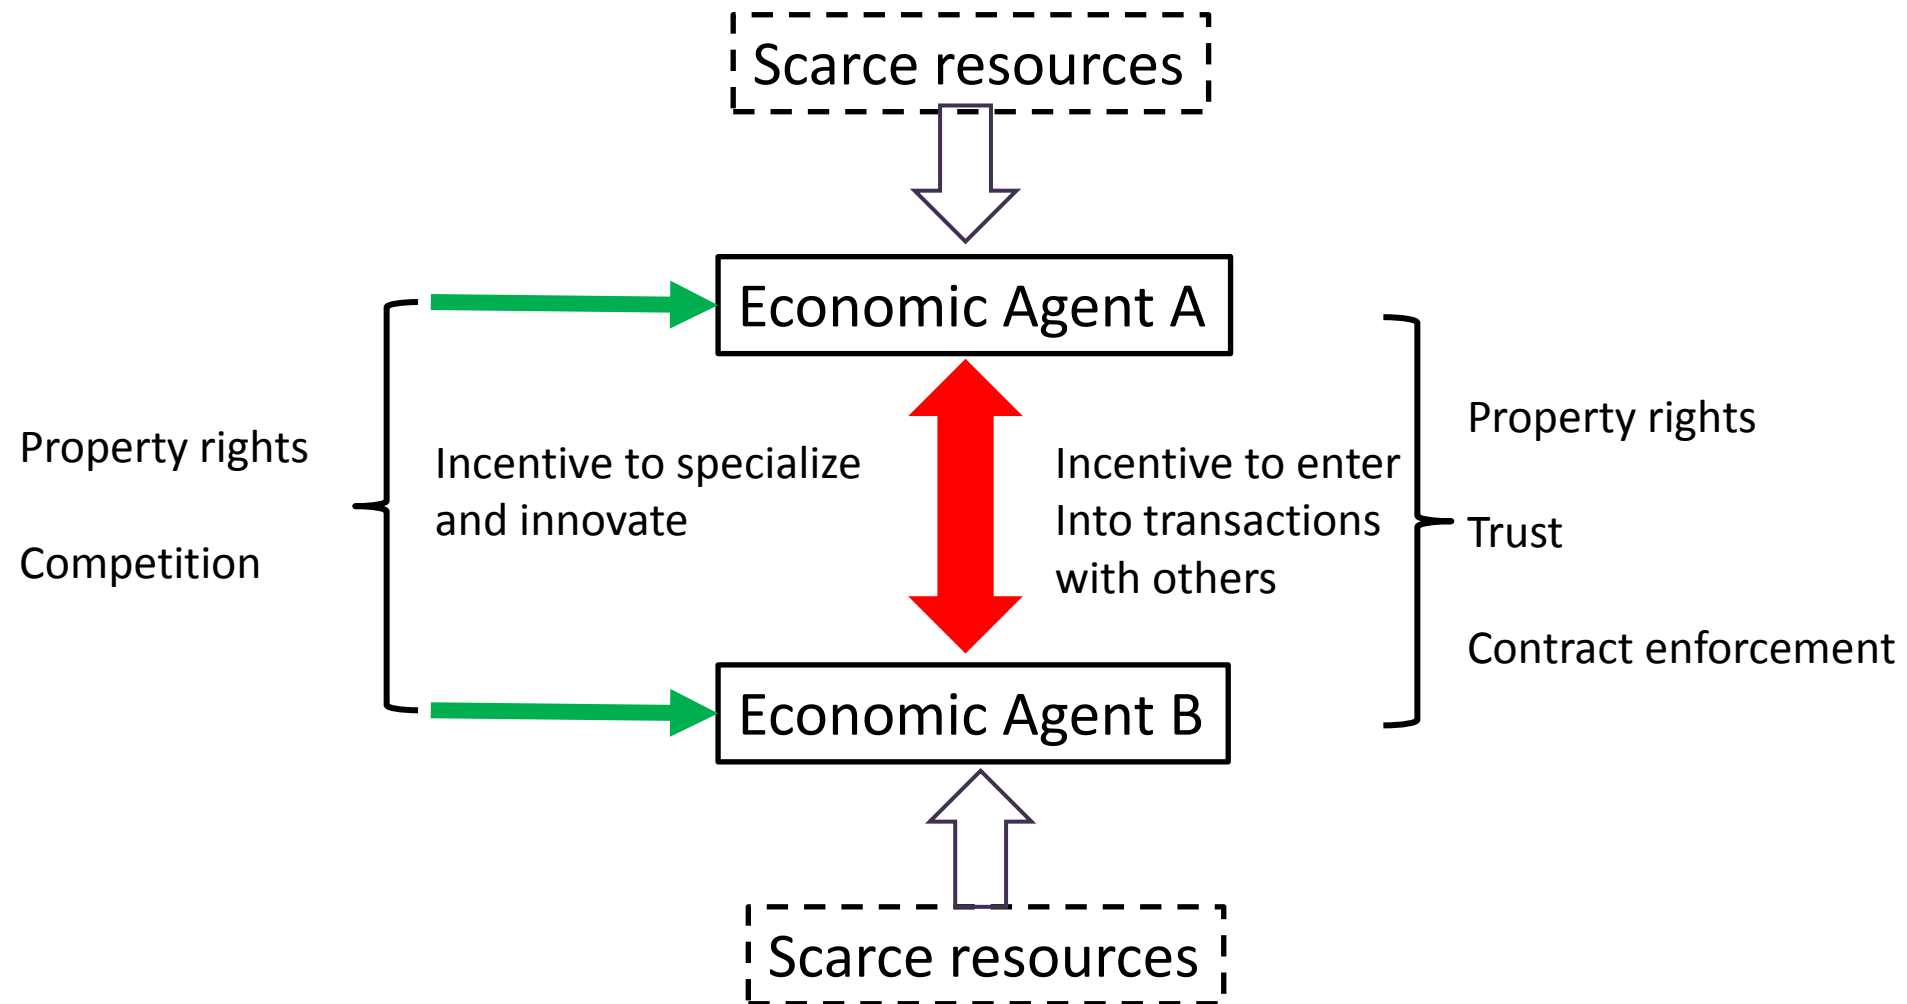 Scarce resources
Economic Agent A
Property rights
Competition
Incentive to specialize
and innovate
Incentive to enter
Into transactions
with others
Property rights
Trust
Contract enforcement
Economic Agent B
Scarce resources